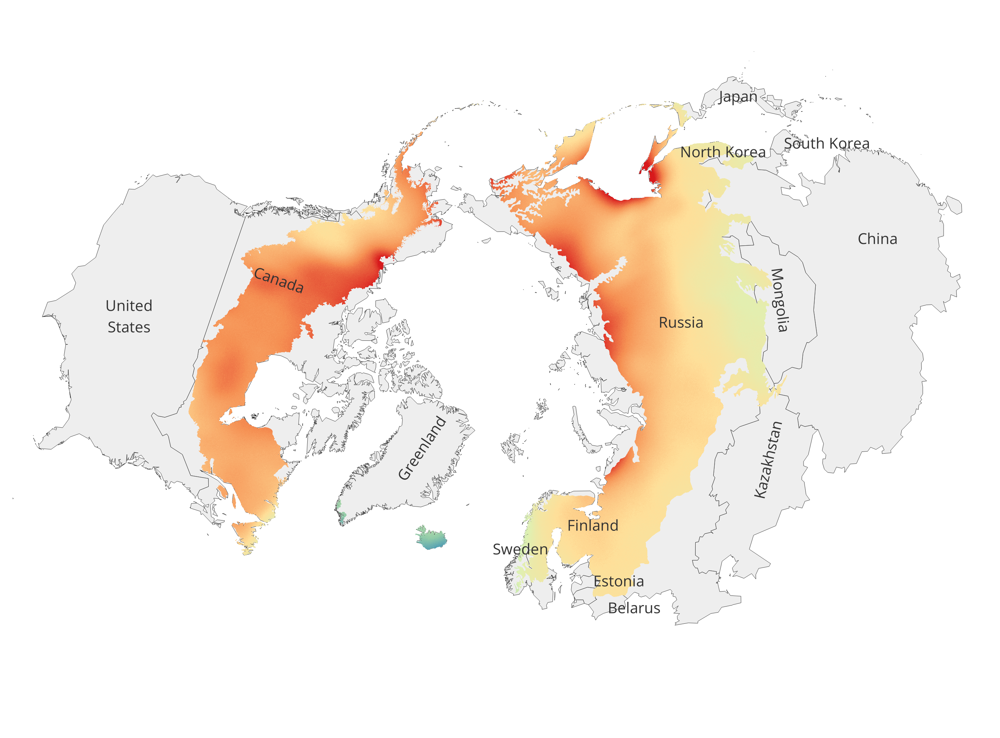 Japan
South Korea
North Korea
China
Canada
Mongolia
United
States
Russia
Greenland
Kazakhstan
Finland
Sweden
Estonia
Belarus